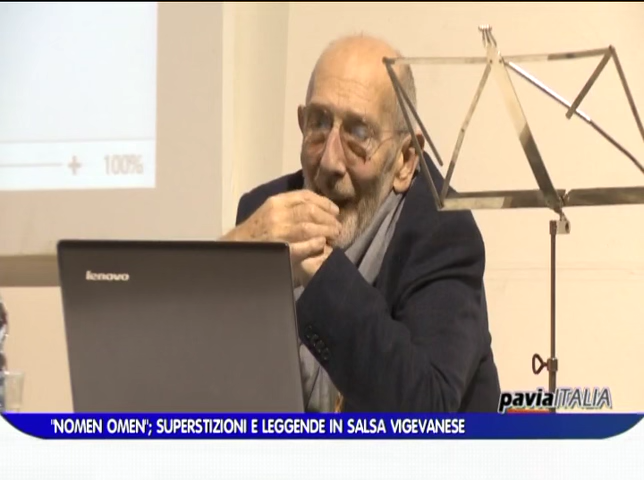 100%
lenovo
paviaITALIA
"NOMEN OMEN"; SUPERSTIZIONI E LEGGENDE IN SALSA VIGEVANESE